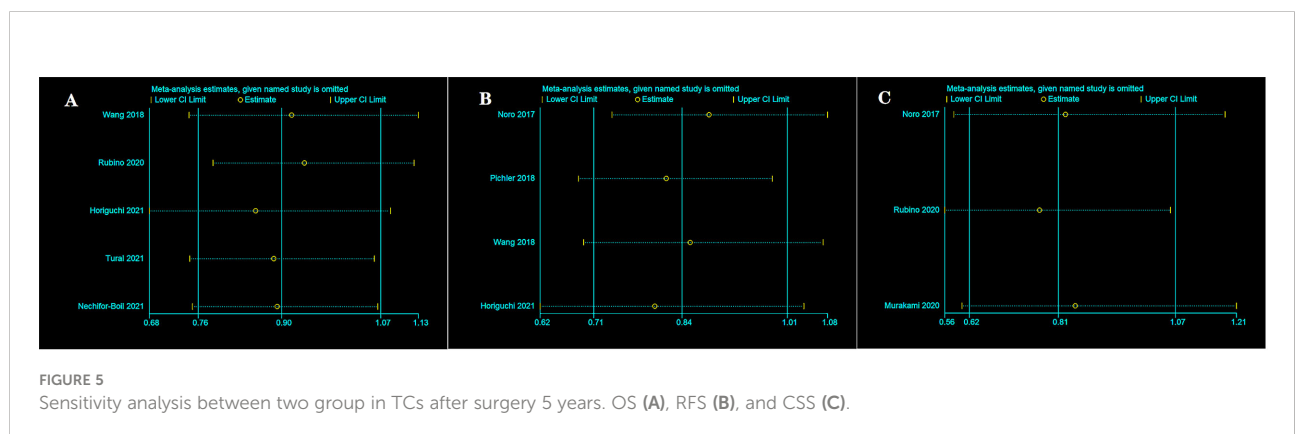 A
Meta-analysis estimates, given named study is omitted
Lower CI Limit Estimate Upper CI Limit
Wang 2018
Rubino 2020
Horiguchi 2021
Tural 2021
Nechifor-Boil 2021
0.68 0.76 0.90 1.07 1.13
B
Meta-analysis estimates, given named study is omitted
Lower CI Limit Estimate Upper CI Limit
Noro 2017
Pichler 2018
Wang 2018
Horiguchi 2021
0.62 0.71 0.84 1.01 1.08
C
Meta-analysis estimates, given named study is omitted
Lower CI Limit Estimate Upper CI Limit
Noro 2017
Rubino 2020
Murakami 2020
0.56 0.62 0.81 1.07 1.21
FIGURE 5
Sensitivity analysis between two group in TCs after surgery 5 years. OS (A), RFS (B), and CSS (C).